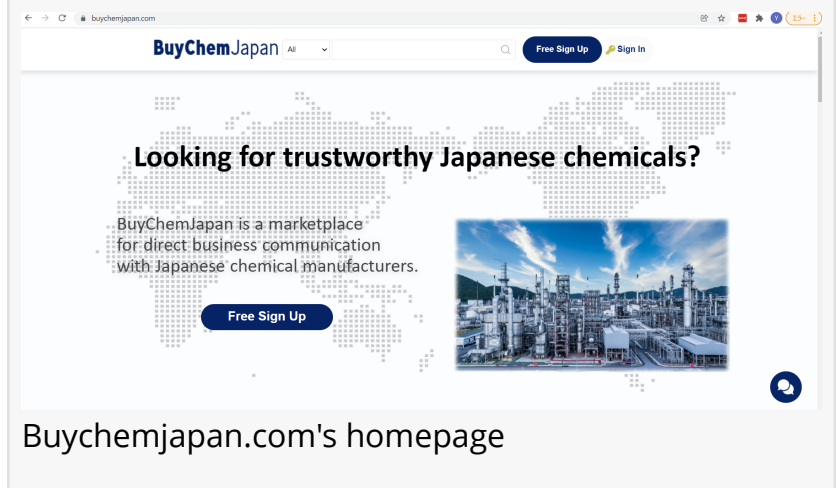 buychemjapan.com
BuyChemJapan All Free Sign Up Sign In
Looking for trustworthy Japanese chemicals?
BuyChemJapan is a marketplace
for direct business communication
with Japanese chemical manufacturers.
Free Sign Up
Buychemjapan.com's homepage